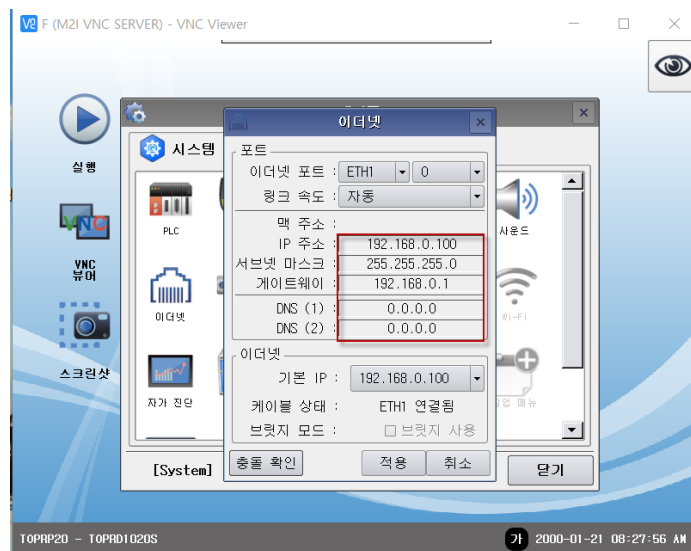 F (M2I VNC SERVER) - VNC Viewer
이더넷
시스템
포트
이더넷 포트 : ETH1 0
링크 속도 : 자동
맥 주소 :
IP 주소 : 192.168.0.100
서브넷 마스크 : 255.255.255.0
게이트웨이 : 192.168.0.1
DNS (1) : 0.0.0.0
DNS (2) : 0.0.0.0
이더넷
기본 IP : 192.168.0.100
케이블 상태 : ETH1 연결됨
브릿지 모드 : 브릿지 사용
충돌 확인 적용 취소
실행
VNC
VNC
뷰어
스크린샷
PLC
이더넷
자가 진단
사운드
Wi-Fi
메뉴
[System] 닫기
TOPRP20 - TOPRD1020S
가 2000-01-21 08:27:56 AM